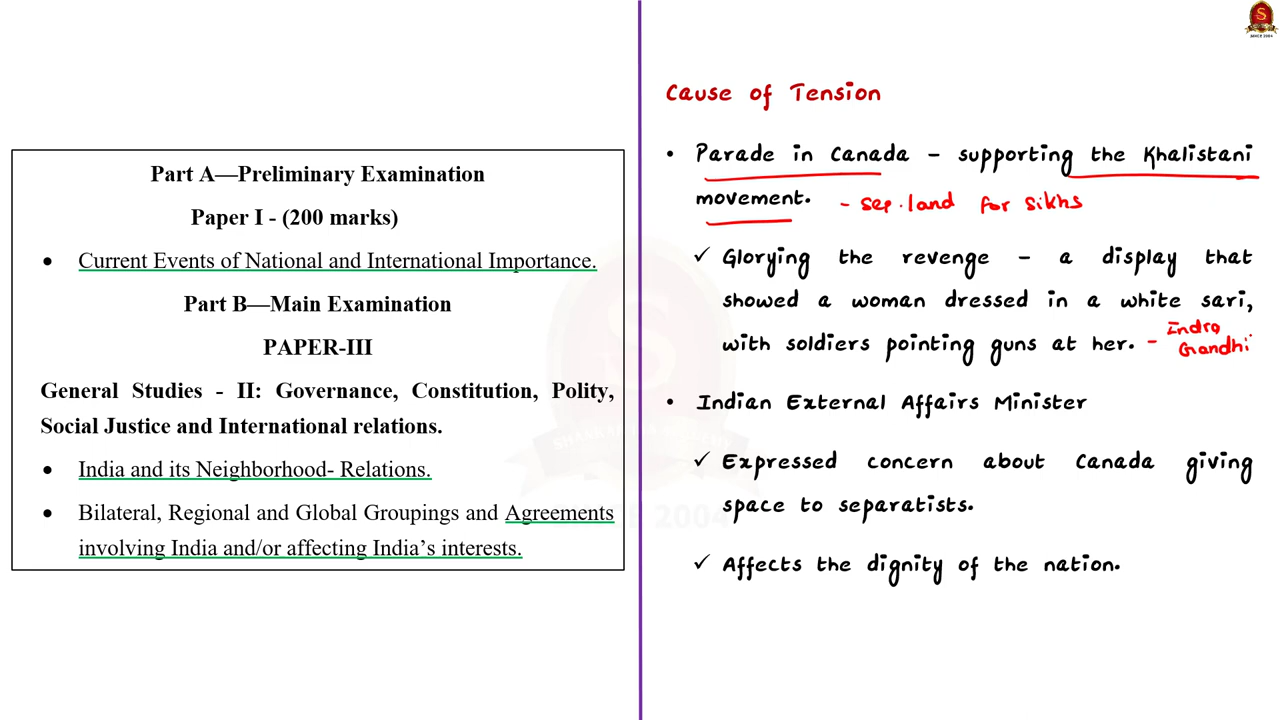 Part A—Preliminary Examination
Paper I - (200 marks)
• Current Events of National and International Importance.
Part B—Main Examination
PAPER-III
General Studies - II: Governance, Constitution, Polity,
Social Justice and International relations.
• India and its Neighborhood- Relations.
• Bilateral, Regional and Global Groupings and Agreements
involving India and/or affecting India's interests.
S
SINCE 2004
Cause of Tension
• Parade in Canada – supporting the Khalistani
movement. - Sep. land for Sikhs
✓ Glorying the revenge – a display that
showed a woman dressed in a white sari,
with soldiers pointing guns at her. - Indra
Gandhi
• Indian External Affairs Minister
✓ Expressed concern about Canada giving
space to separatists.
✓ Affects the dignity of the nation.